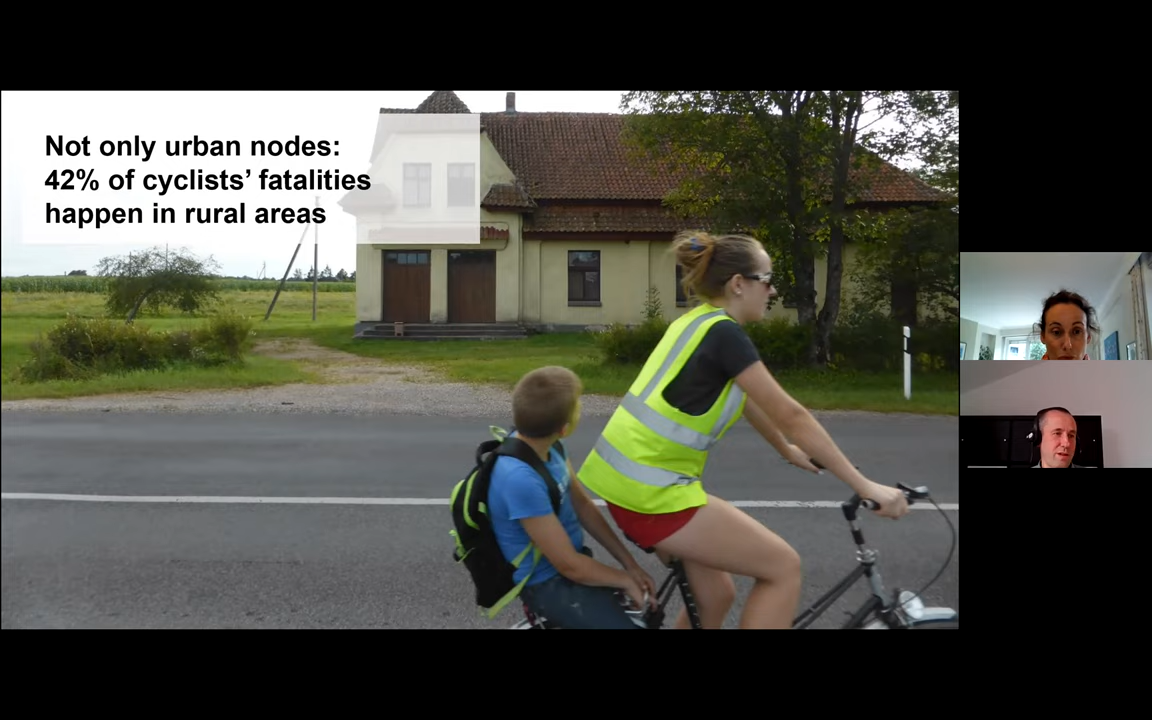 Not only urban nodes:
42% of cyclists’ fatalities
happen in rural areas